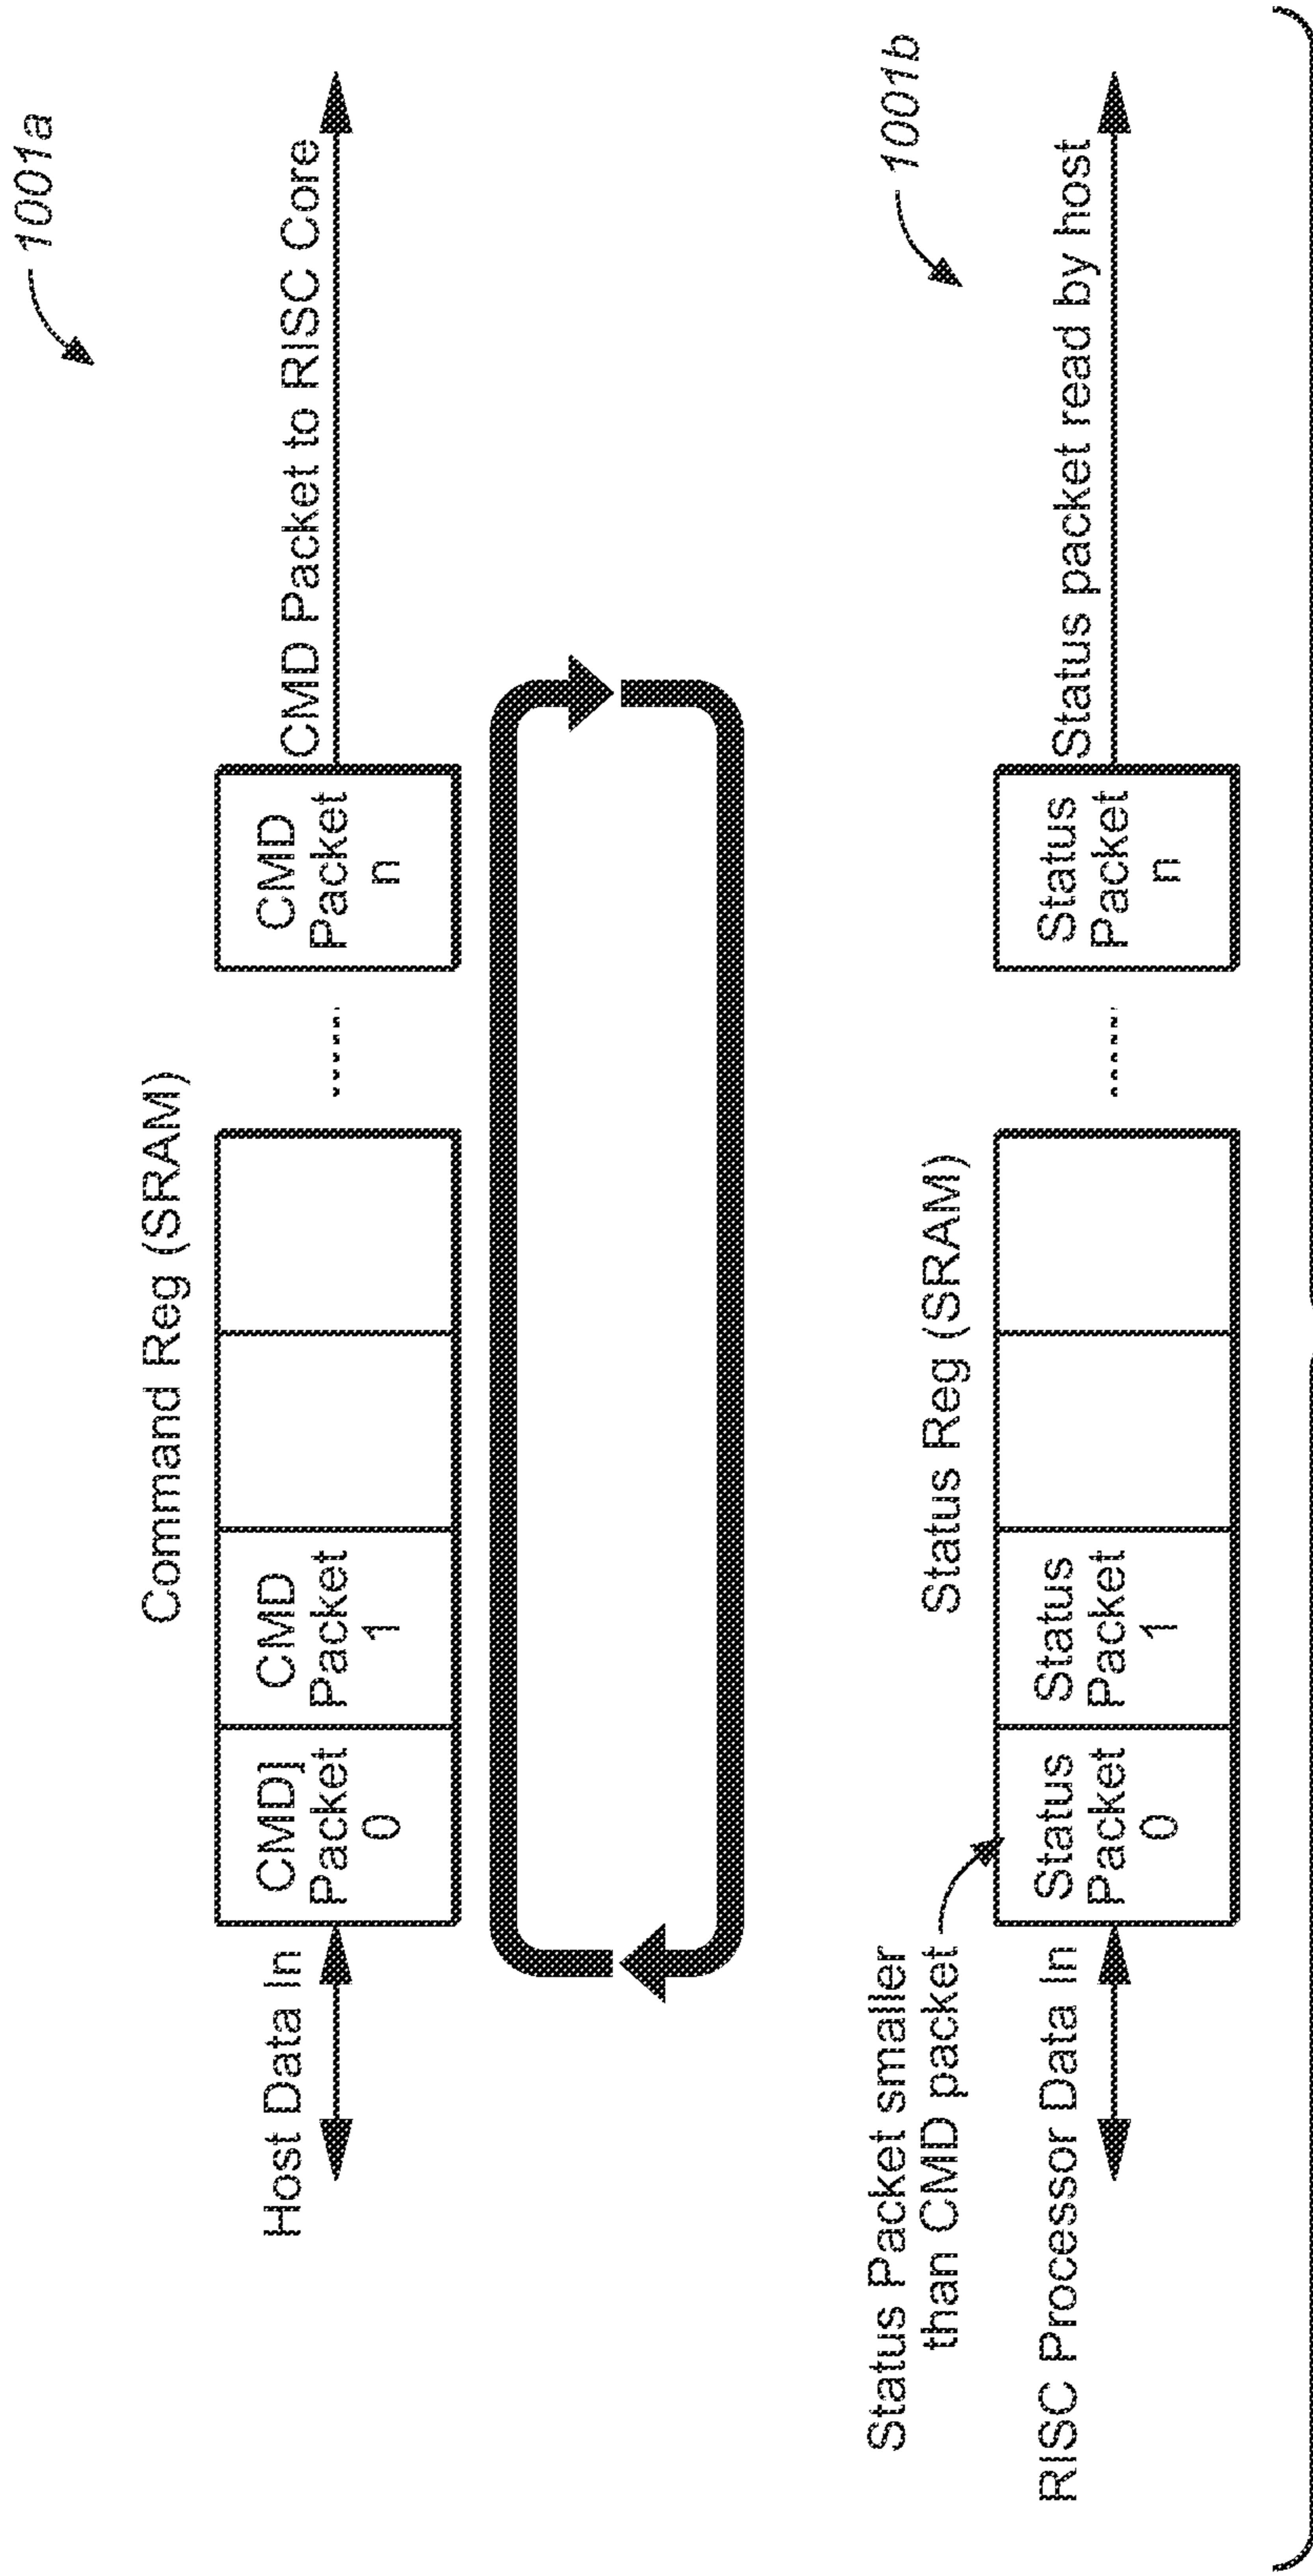 1001a
Command Reg (SRAM)
Host Data In
CMD]
Packet
0
CMD
Packet
1
CMD
Packet
n
CMD Packet to RISC Core
1001b
Status Reg (SRAM)
Status Packet smaller
than CMD packet
RISC Processor Data In
Status
Packet
0
Status
Packet
1
Status
Packet
n
Status packet read by host